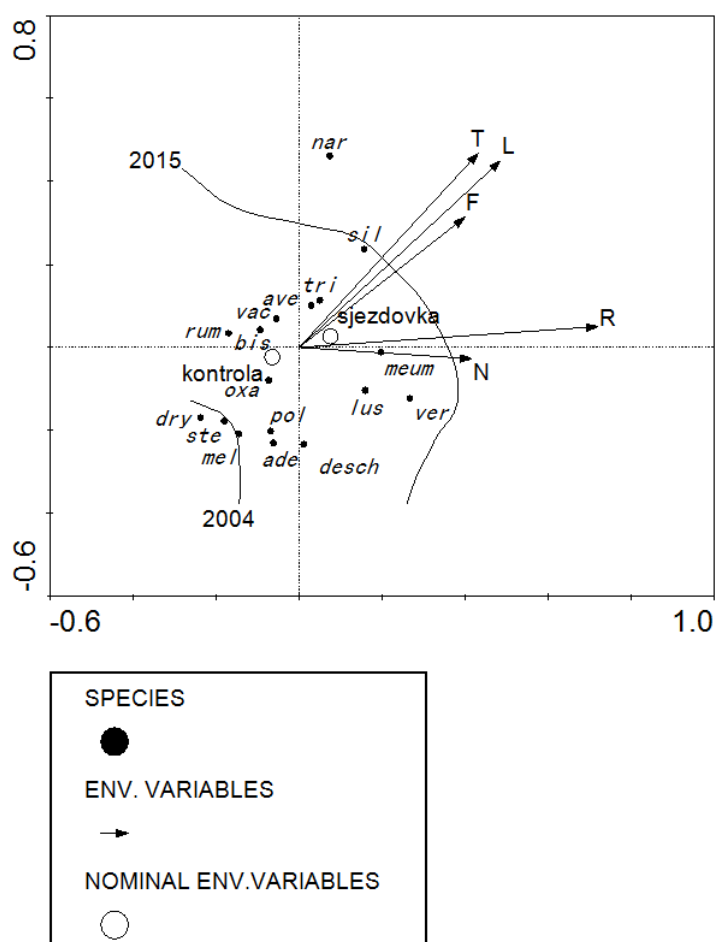 0.8
nar
T
L
2015
F
sil
ave
tri
vac
sjezdovka
rum
bis
R
meum
N
kontrola
oxa
lus
ver
dry
pol
ste
mel
ade
desch
2004
-0.6
-0.6
1.0
SPECIES
ENV. VARIABLES
NOMINAL ENV.VARIABLES